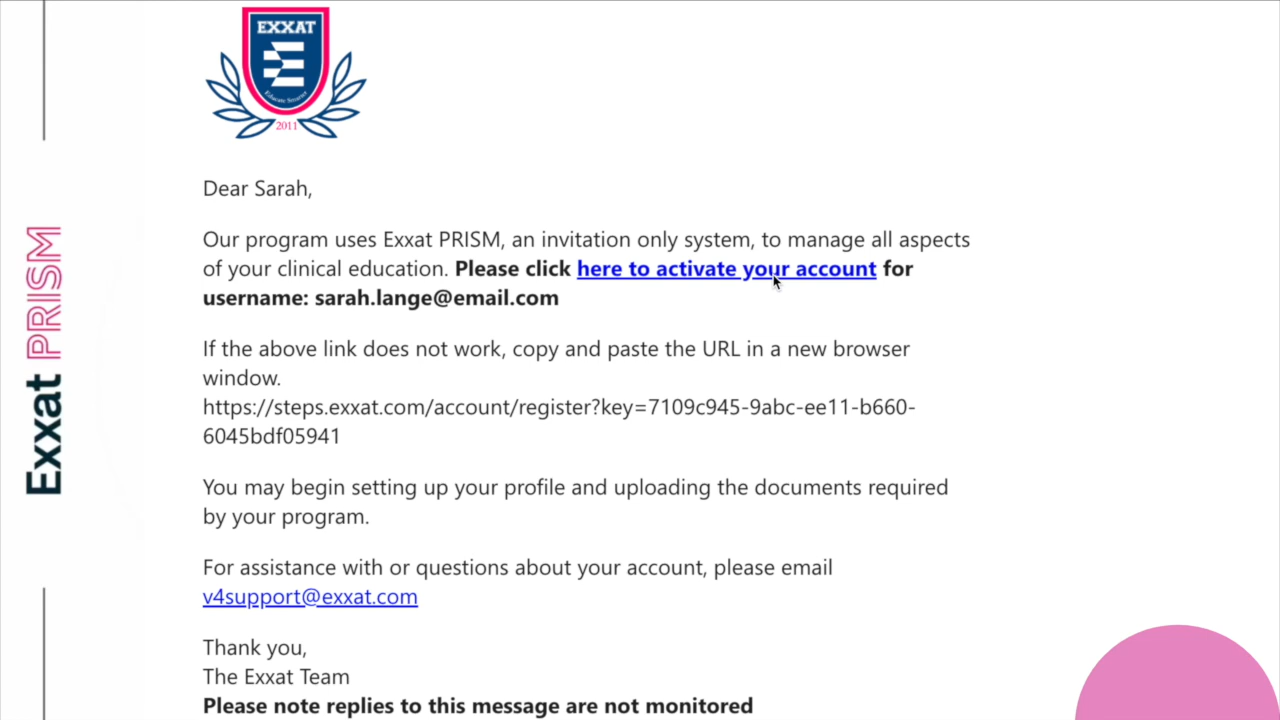 EXXAT
Educate Smarter
2011
Exxat PRISM
Dear Sarah,
Our program uses Exxat PRISM, an invitation only system, to manage all aspects
of your clinical education. Please click here to activate your account for
username: sarah.lange@email.com
If the above link does not work, copy and paste the URL in a new browser
window.
https://steps.exxat.com/account/register?key=7109c945-9abc-ee11-b660-
6045bdf05941
You may begin setting up your profile and uploading the documents required
by your program.
For assistance with or questions about your account, please email
v4support@exxat.com
Thank you,
The Exxat Team
Please note replies to this message are not monitored